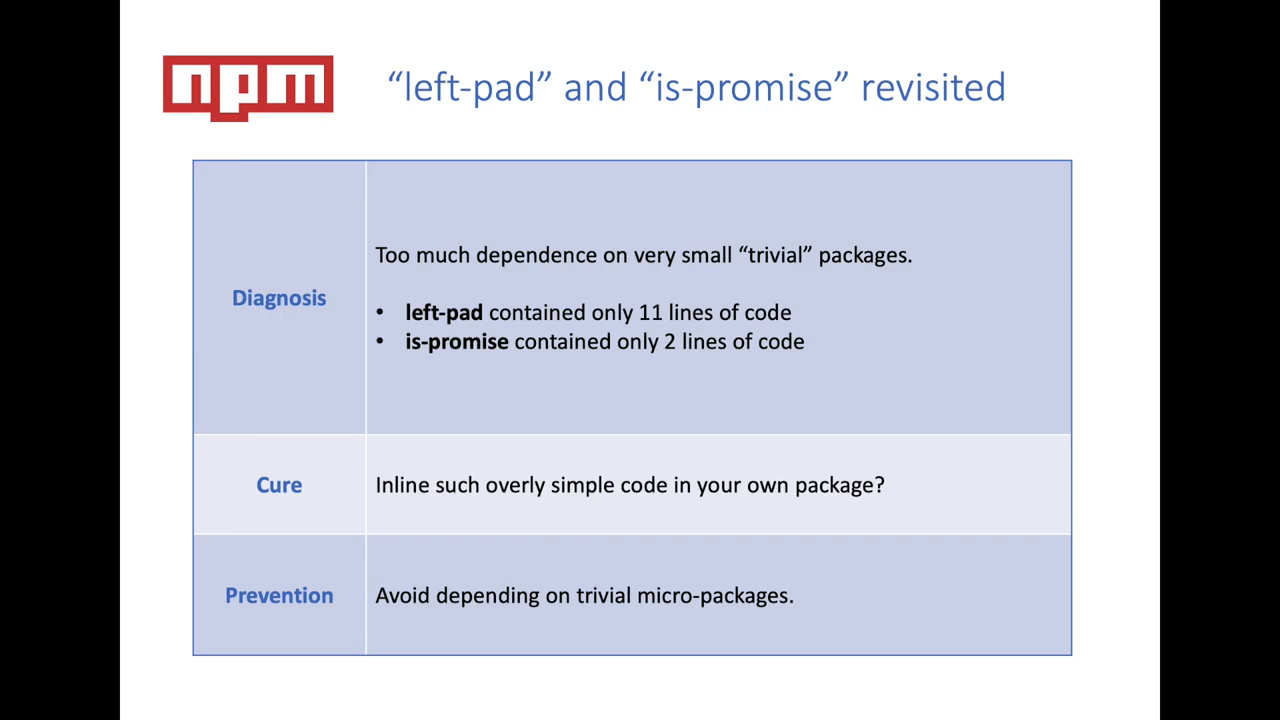 npm
“left-pad” and “is-promise” revisited
Diagnosis
Too much dependence on very small “trivial” packages.
• left-pad contained only 11 lines of code
• is-promise contained only 2 lines of code
Cure
Inline such overly simple code in your own package?
Prevention
Avoid depending on trivial micro-packages.